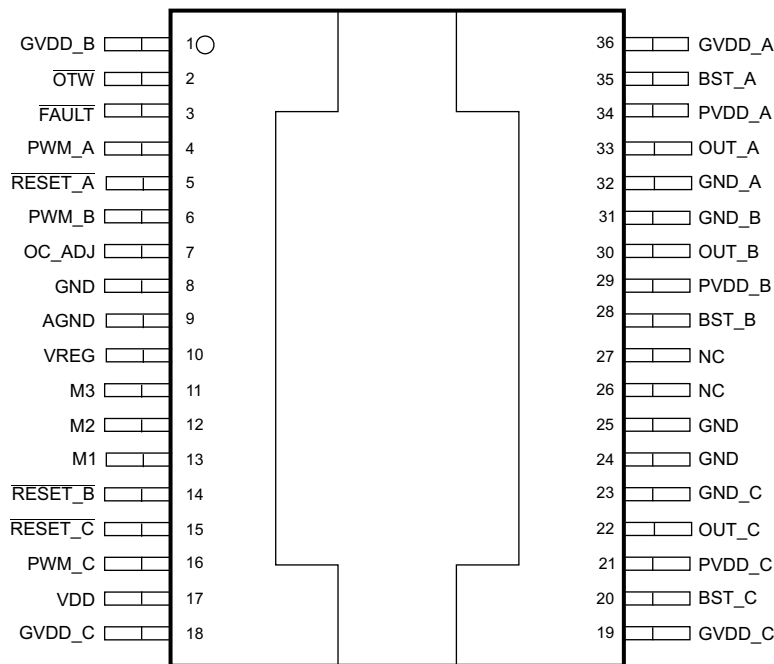 GVDD_B 1 36 GVDD_A
OTW 2 35 BST_A
FAULT 3 34 PVDD_A
PWM_A 4 33 OUT_A
RESET_A 5 32 GND_A
PWM_B 6 31 GND_B
OC_ADJ 7 30 OUT_B
GND 8 29 PVDD_B
AGND 9 28 BST_B
VREG 10 27 NC
M3 11 26 NC
M2 12 25 GND
M1 13 24 GND
RESET_B 14 23 GND_C
RESET_C 15 22 OUT_C
PWM_C 16 21 PVDD_C
VDD 17 20 BST_C
GVDD_C 18 19 GVDD_C